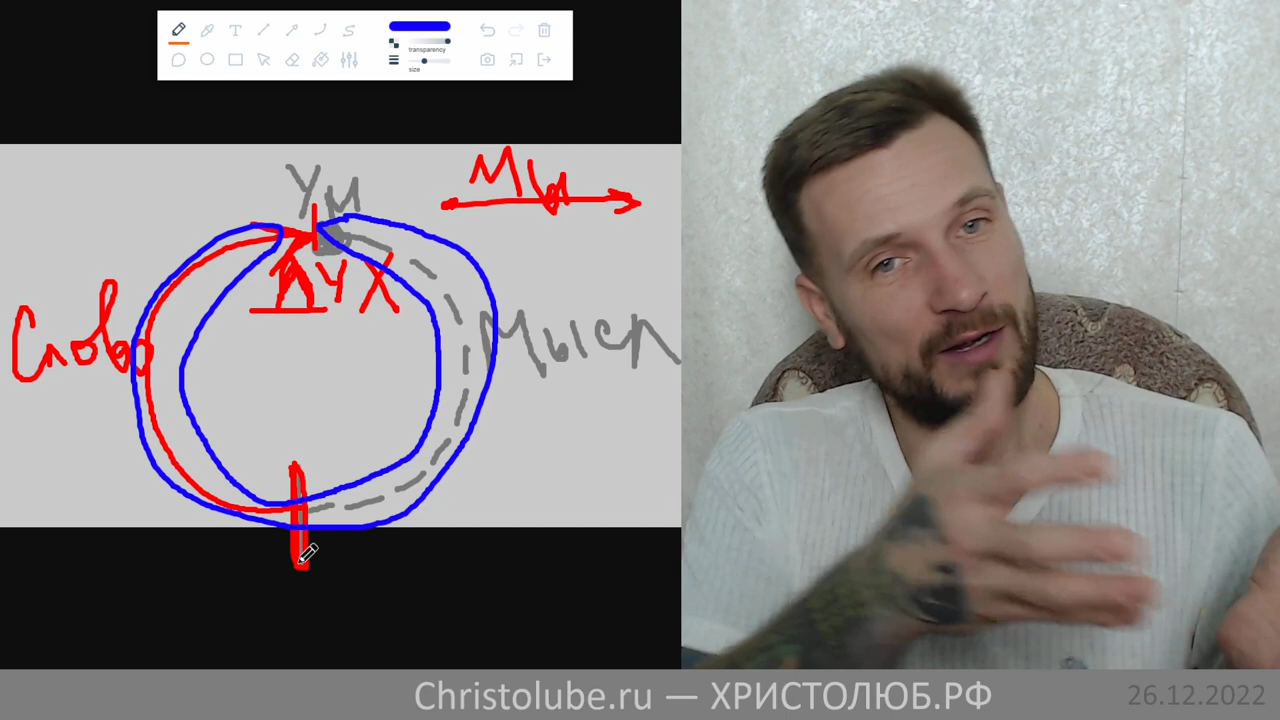 transparency
size
Ум
Мы
ДУХ
Слово
Мысл
Christolube.ru — ХРИСТОЛЮБ.РФ
26.12.2022